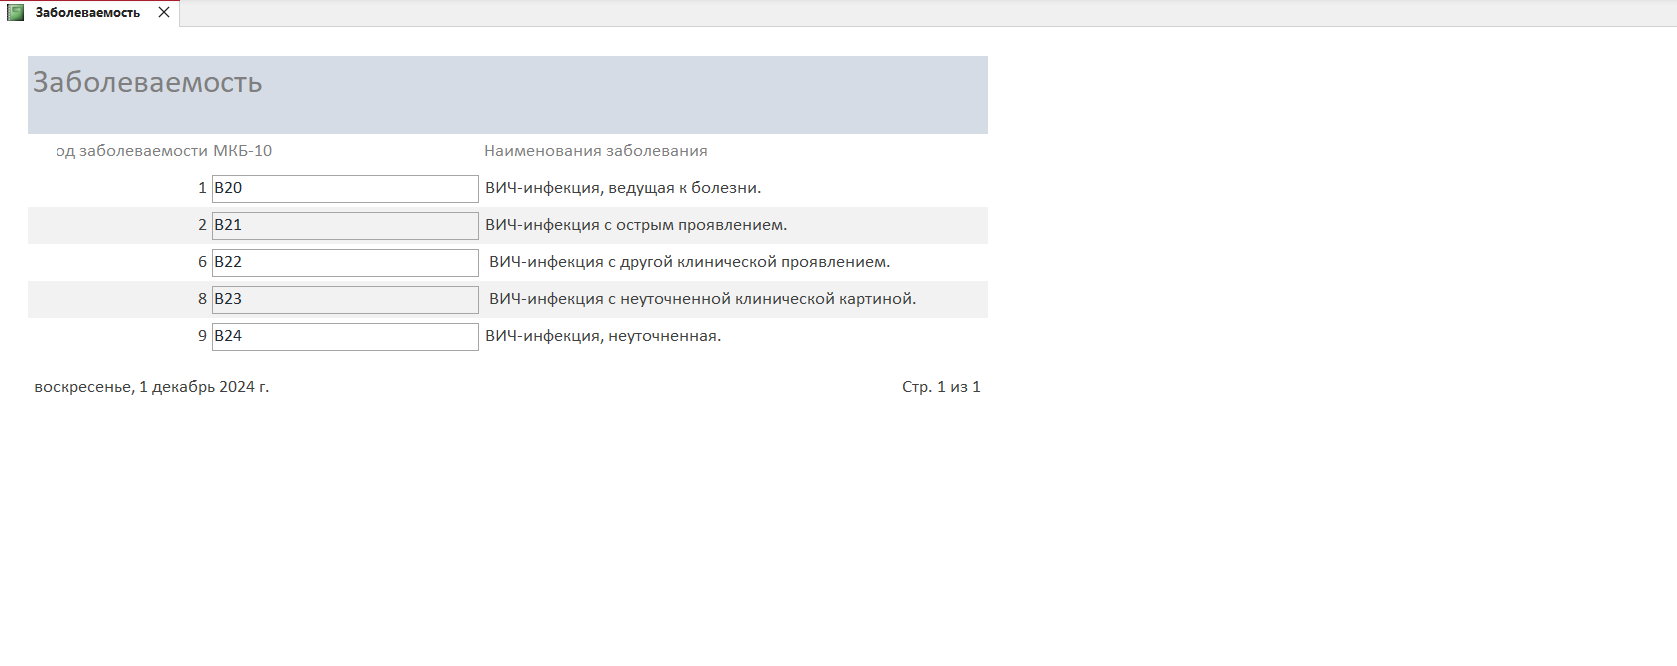 Заболеваемость
Заболеваемость
од заболеваемости МКБ-10 Наименования заболевания
1 B20 ВИЧ-инфекция, ведущая к болезни.
2 B21 ВИЧ-инфекция с острым проявлением.
6 B22 ВИЧ-инфекция с другой клинической проявлением.
8 B23 ВИЧ-инфекция с неуточненной клинической картиной.
9 B24 ВИЧ-инфекция, неуточненная.
воскресенье, 1 декабрь 2024 г. Стр. 1 из 1